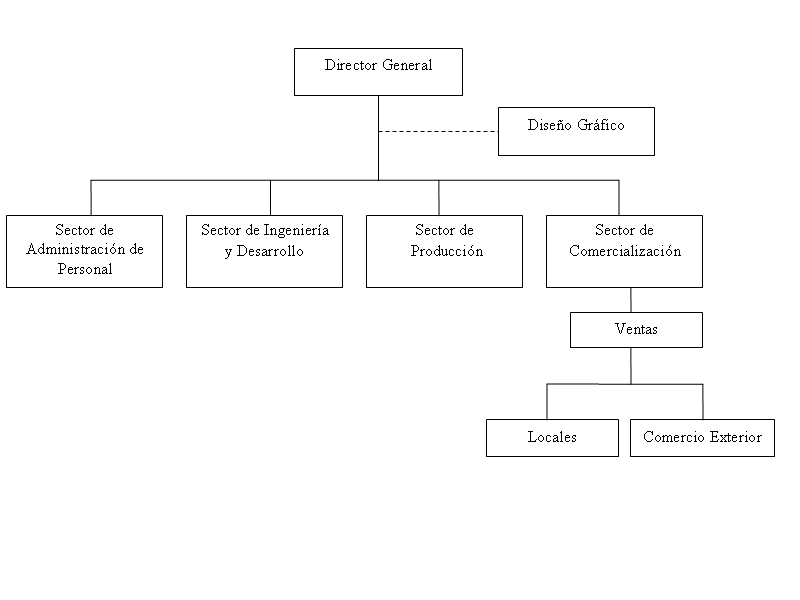 Director General
Diseño Gráfico
Sector de
Administración de
Personal
Sector de Ingeniería
y Desarrollo
Sector de
Producción
Sector de
Comercialización
Ventas
Locales
Comercio Exterior